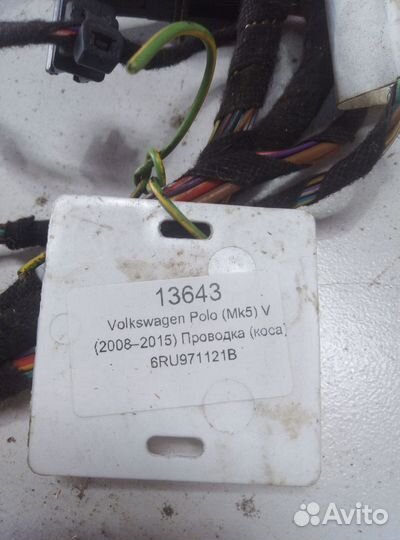 13643
Volkswagen Polo (Mk5) V
(2008–2015) Проводка (коса)
6RU971121B
Avito